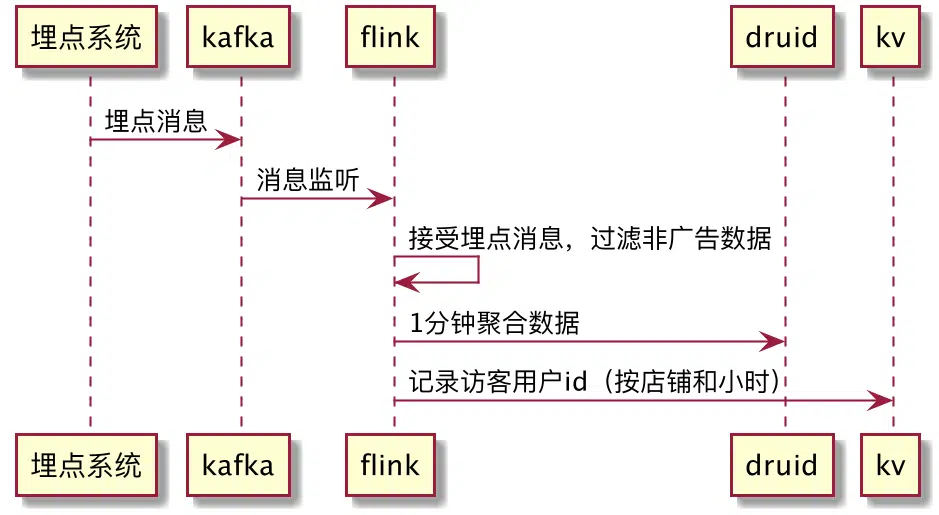 埋点系统 kafka flink druid kv
埋点消息
消息监听
接受埋点消息，过滤非广告数据
1分钟聚合数据
记录访客用户id（按店铺和小时）
埋点系统 kafka flink druid kv